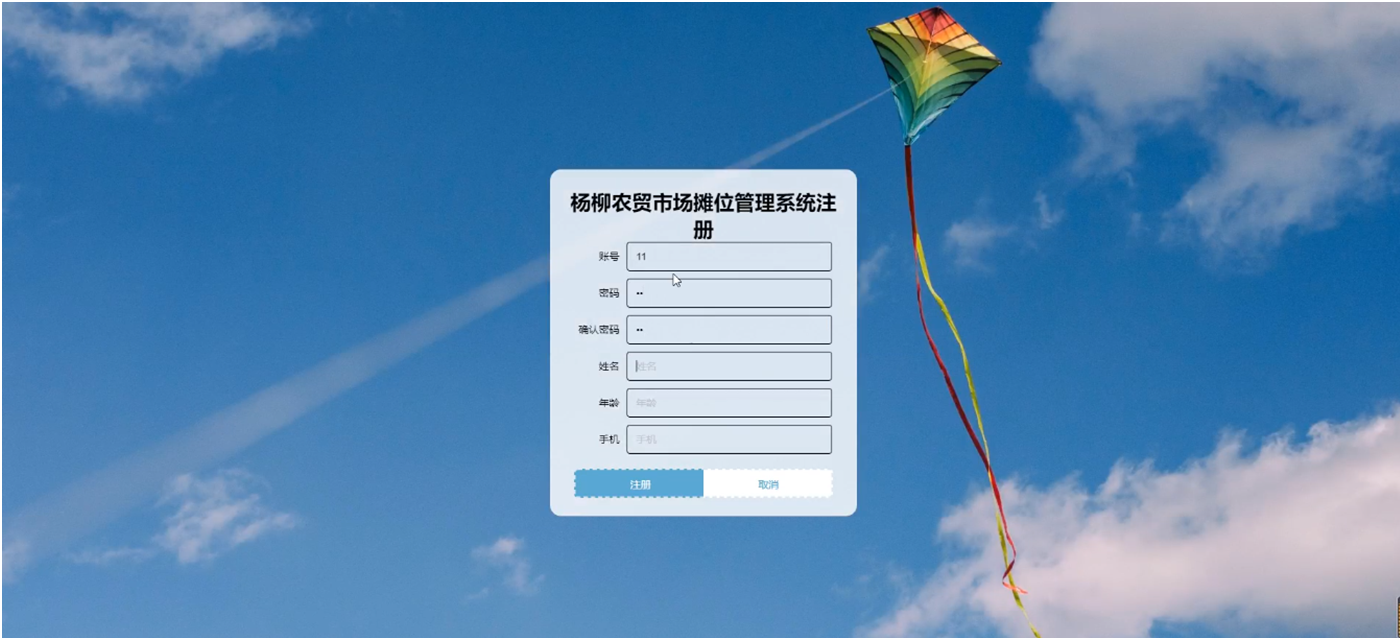 杨柳农贸市场摊位管理系统注
册
账号 11
密码 ••
确认密码 ••
姓名 姓名
年龄 年龄
手机 手机
注册 取消